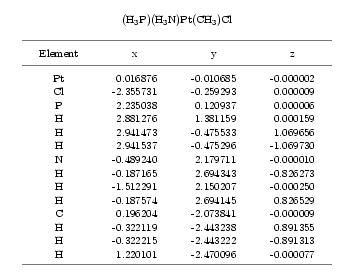 (H₃P)(H₃N)Pt(CH₃)Cl
Element x y z
Pt 0.016876 -0.010685 -0.000002
Cl -2.355731 -0.259293 0.000009
P 2.235038 0.120937 0.000006
H 2.881276 1.381159 0.000159
H 2.941473 -0.475533 1.069656
H 2.941537 -0.475296 -1.069730
N -0.489240 2.179711 -0.000010
H -0.187165 2.694343 -0.826273
H -1.512291 2.150207 -0.000250
H -0.187574 2.694145 0.826529
C 0.196204 -2.073841 -0.000009
H -0.322119 -2.443238 0.891355
H -0.322215 -2.443222 -0.891313
H 1.220101 -2.470096 -0.000077